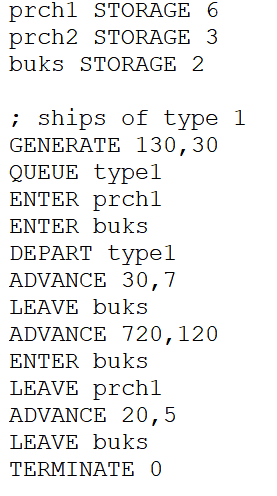 prch1 STORAGE 6
prch2 STORAGE 3
buks STORAGE 2
; ships of type 1
GENERATE 130,30
QUEUE type1
ENTER prch1
ENTER buks
DEPART type1
ADVANCE 30,7
LEAVE buks
ADVANCE 720,120
ENTER buks
LEAVE prch1
ADVANCE 20,5
LEAVE buks
TERMINATE 0